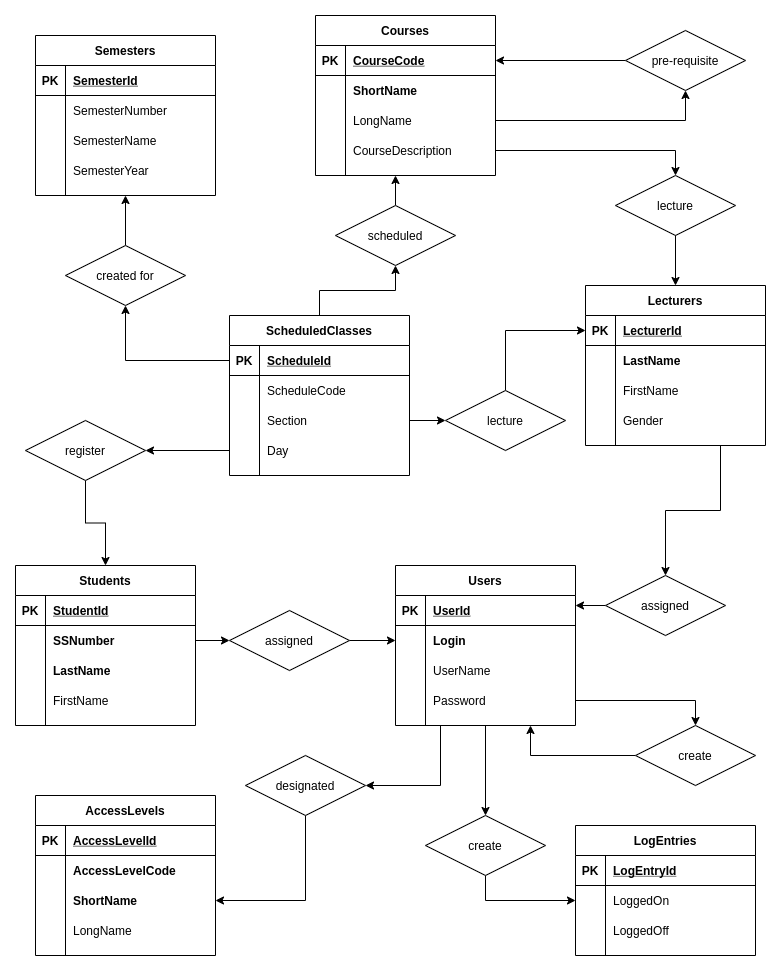 Semesters
PK SemesterId
SemesterNumber
SemesterName
SemesterYear
Courses
PK CourseCode
ShortName
LongName
CourseDescription
pre-requisite
lecture
scheduled
created for
Lecturers
PK LecturerId
LastName
FirstName
Gender
ScheduledClasses
PK ScheduleId
ScheduleCode
Section
Day
lecture
register
Students
PK StudentId
SSNumber
LastName
FirstName
assigned
Users
PK UserId
Login
UserName
Password
assigned
create
designated
create
AccessLevels
PK AccessLevelId
AccessLevelCode
ShortName
LongName
LogEntries
PK LogEntryId
LoggedOn
LoggedOff